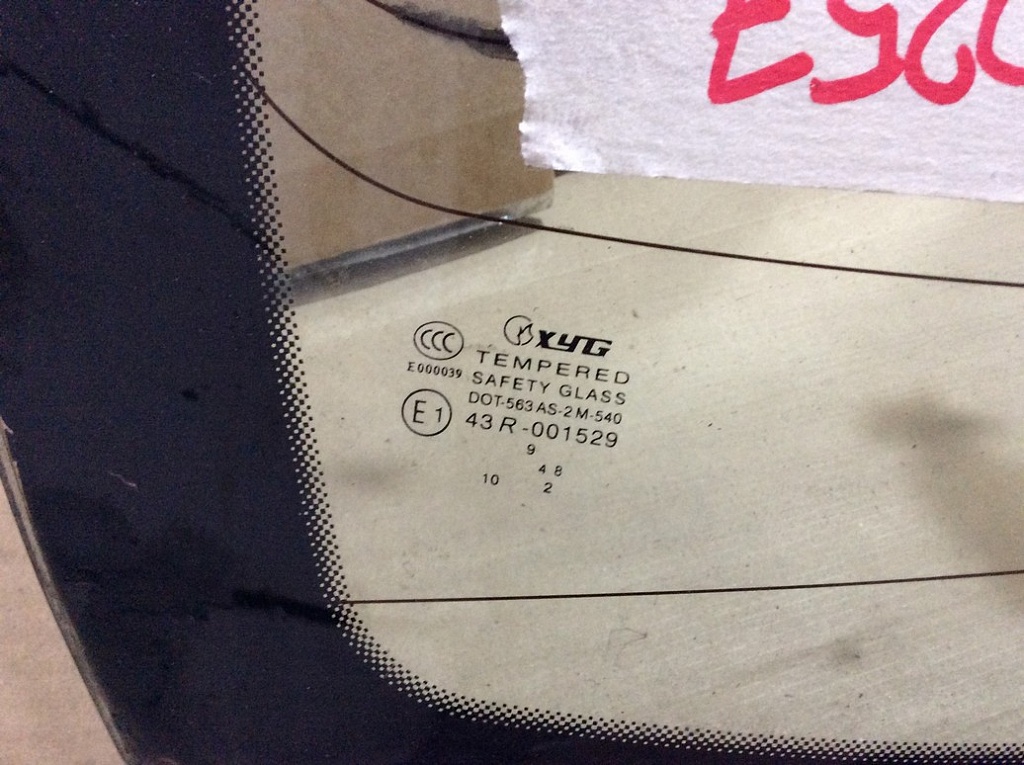 CCC
XYG
TEMPERED
SAFETY GLASS
E000039
DOT-563 AS-2 M-540
E1
43 R -001529
9
4 8
10
2